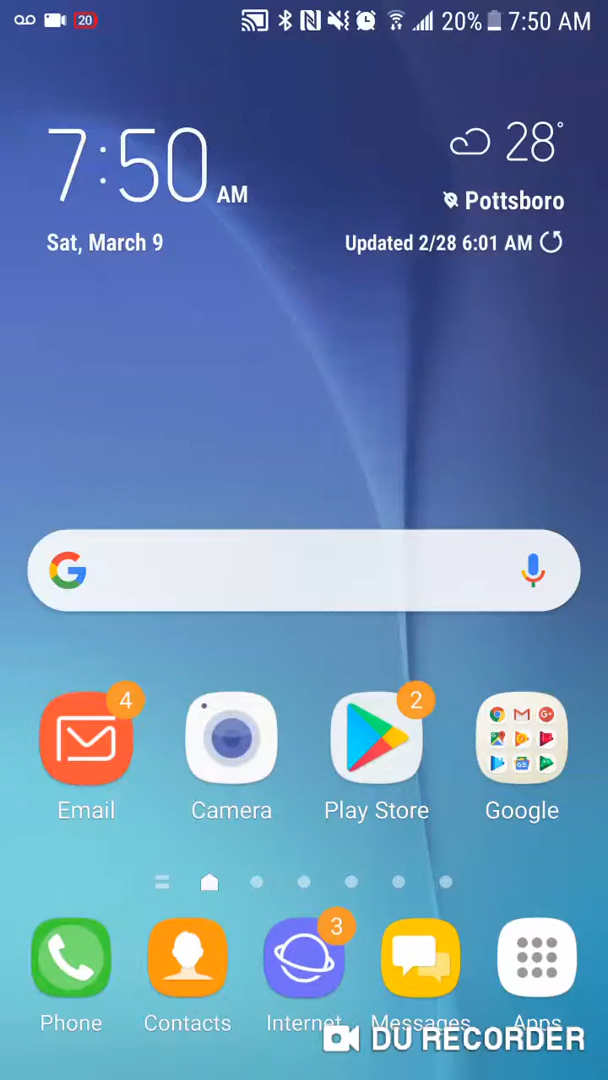 20 20% 7:50 AM
7:50 AM
28°
Pottsboro
Sat, March 9
Updated 2/28 6:01 AM
G
4
2
Email Camera Play Store Google
3
Phone Contacts Internet Messages Apps
DU RECORDER